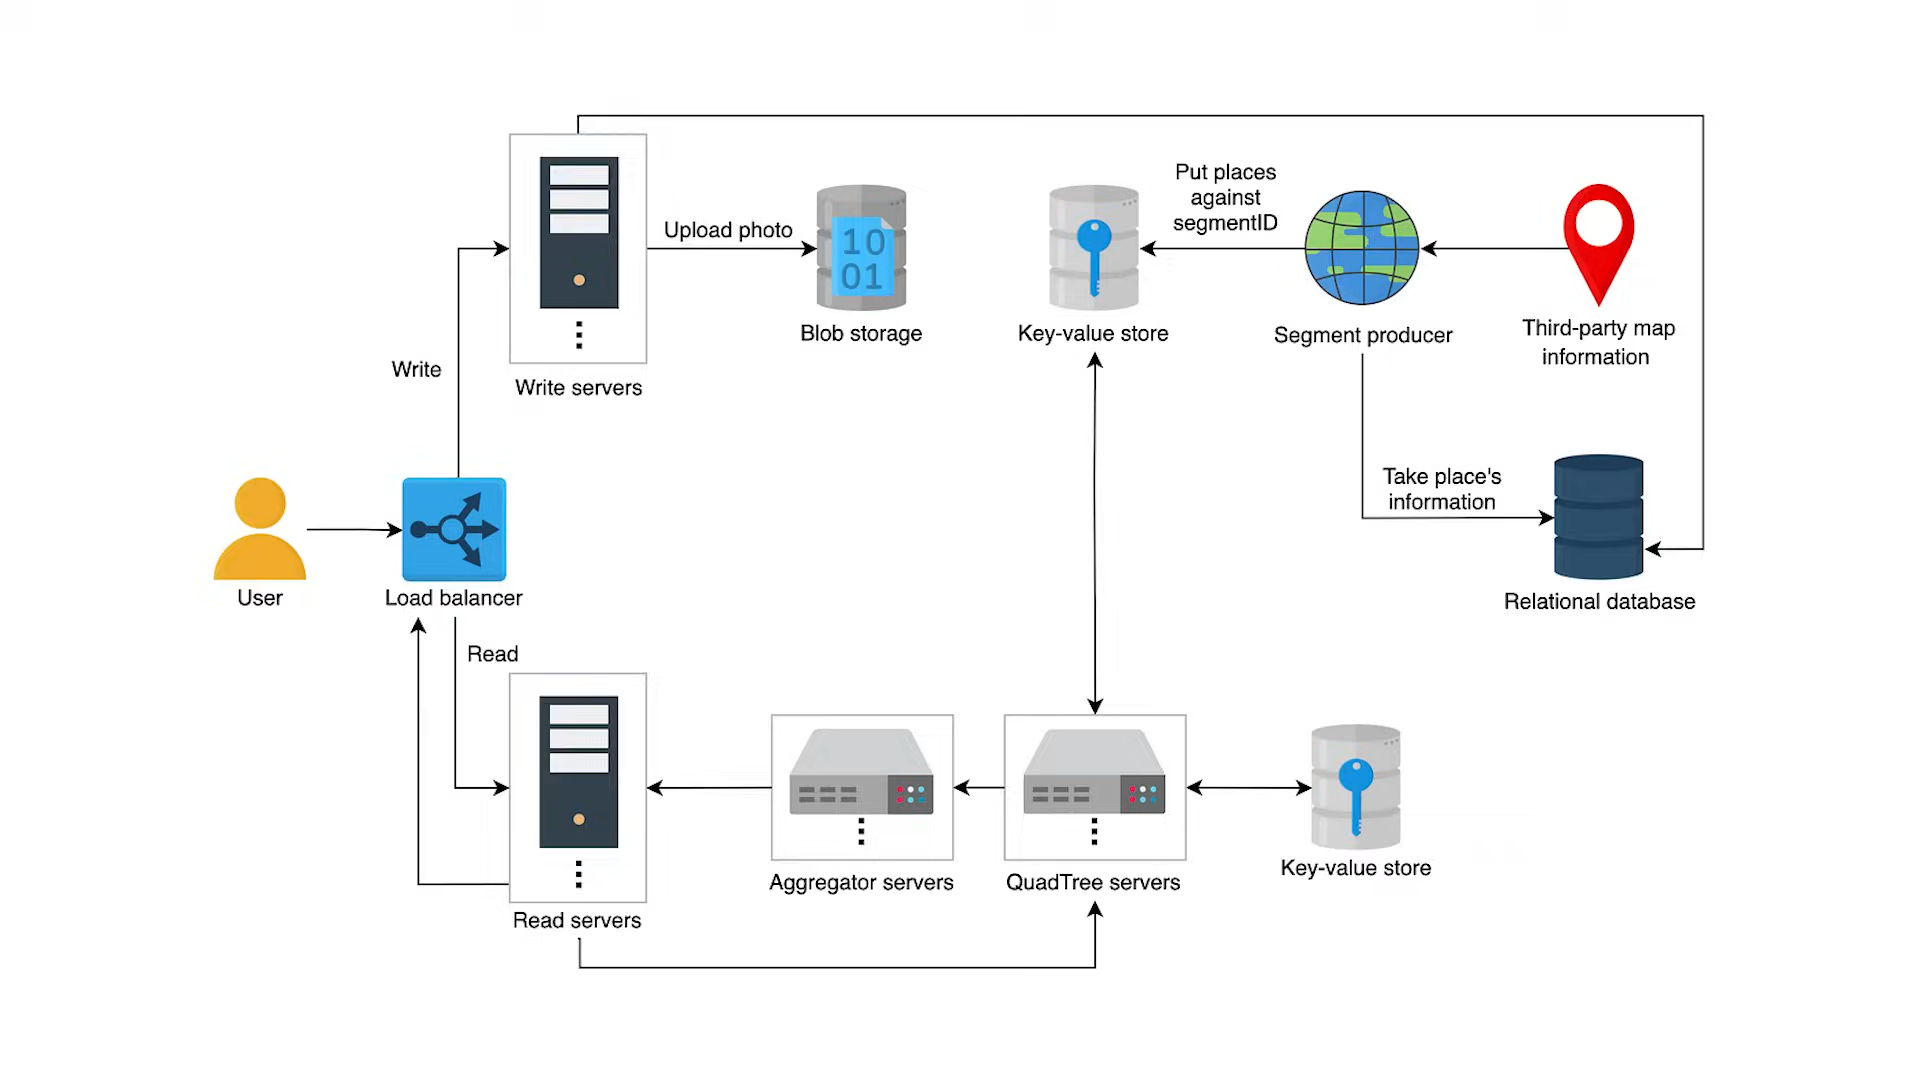 Put places
against
segmentID
Upload photo
10
01
Blob storage
Key-value store
Segment producer
Third-party map
information
Write
Write servers
Take place's
information
User
Load balancer
Relational database
Read
Aggregator servers
QuadTree servers
Key-value store
Read servers